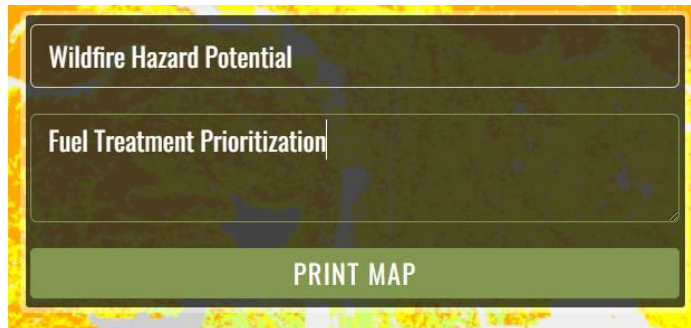 Wildfire Hazard Potential
Fuel Treatment Prioritization
PRINT MAP